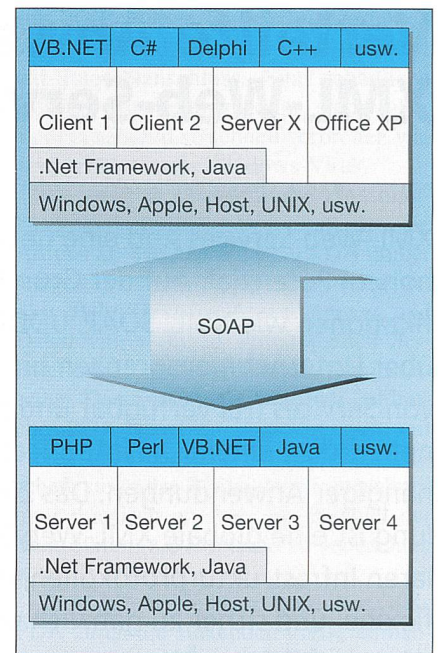 VB.NET C# Delphi C++ usw.
Client 1 Client 2 Server X Office XP
.Net Framework, Java
Windows, Apple, Host, UNIX, usw.
SOAP
PHP Perl VB.NET Java usw.
Server 1 Server 2 Server 3 Server 4
.Net Framework, Java
Windows, Apple, Host, UNIX, usw.